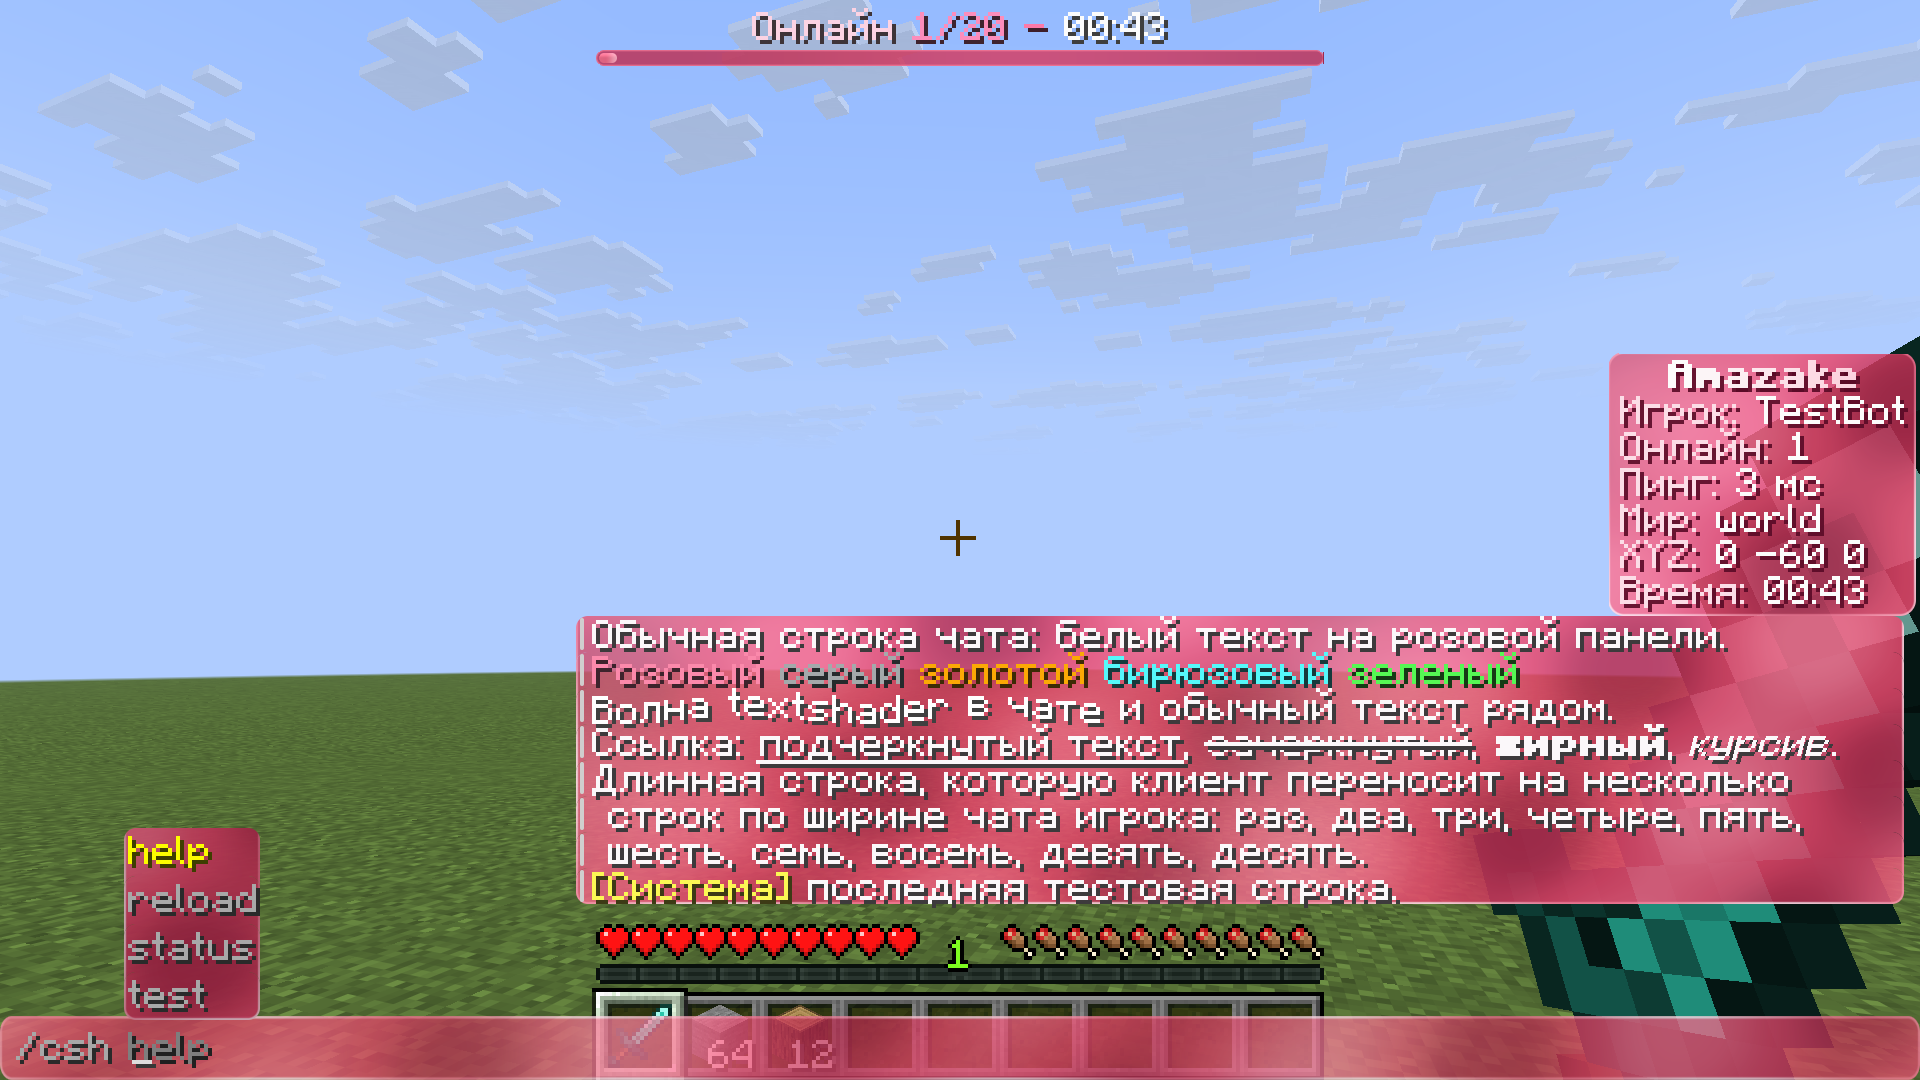 Онлайн 1/20 - 00:43
Amazake
Игрок: TestBot
Онлайн: 1
Пинг: 3 мс
Мир: world
XYZ: 0 -60 0
Время: 00:43
Обычная строка чата: белый текст на розовой панели.
Розовый серый золотой бирюзовый зеленый
Волна textshader в чате и обычный текст рядом.
Ссылка: подчеркнутый текст, зачеркнутый, жирный, курсив.
Длинная строка, которую клиент переносит на несколько
строк по ширине чата игрока: раз, два, три, четыре, пять,
шесть, семь, восемь, девять, десять.
[Система] последняя тестовая строка.
help
reload
status
test
1
64 12
/csh help